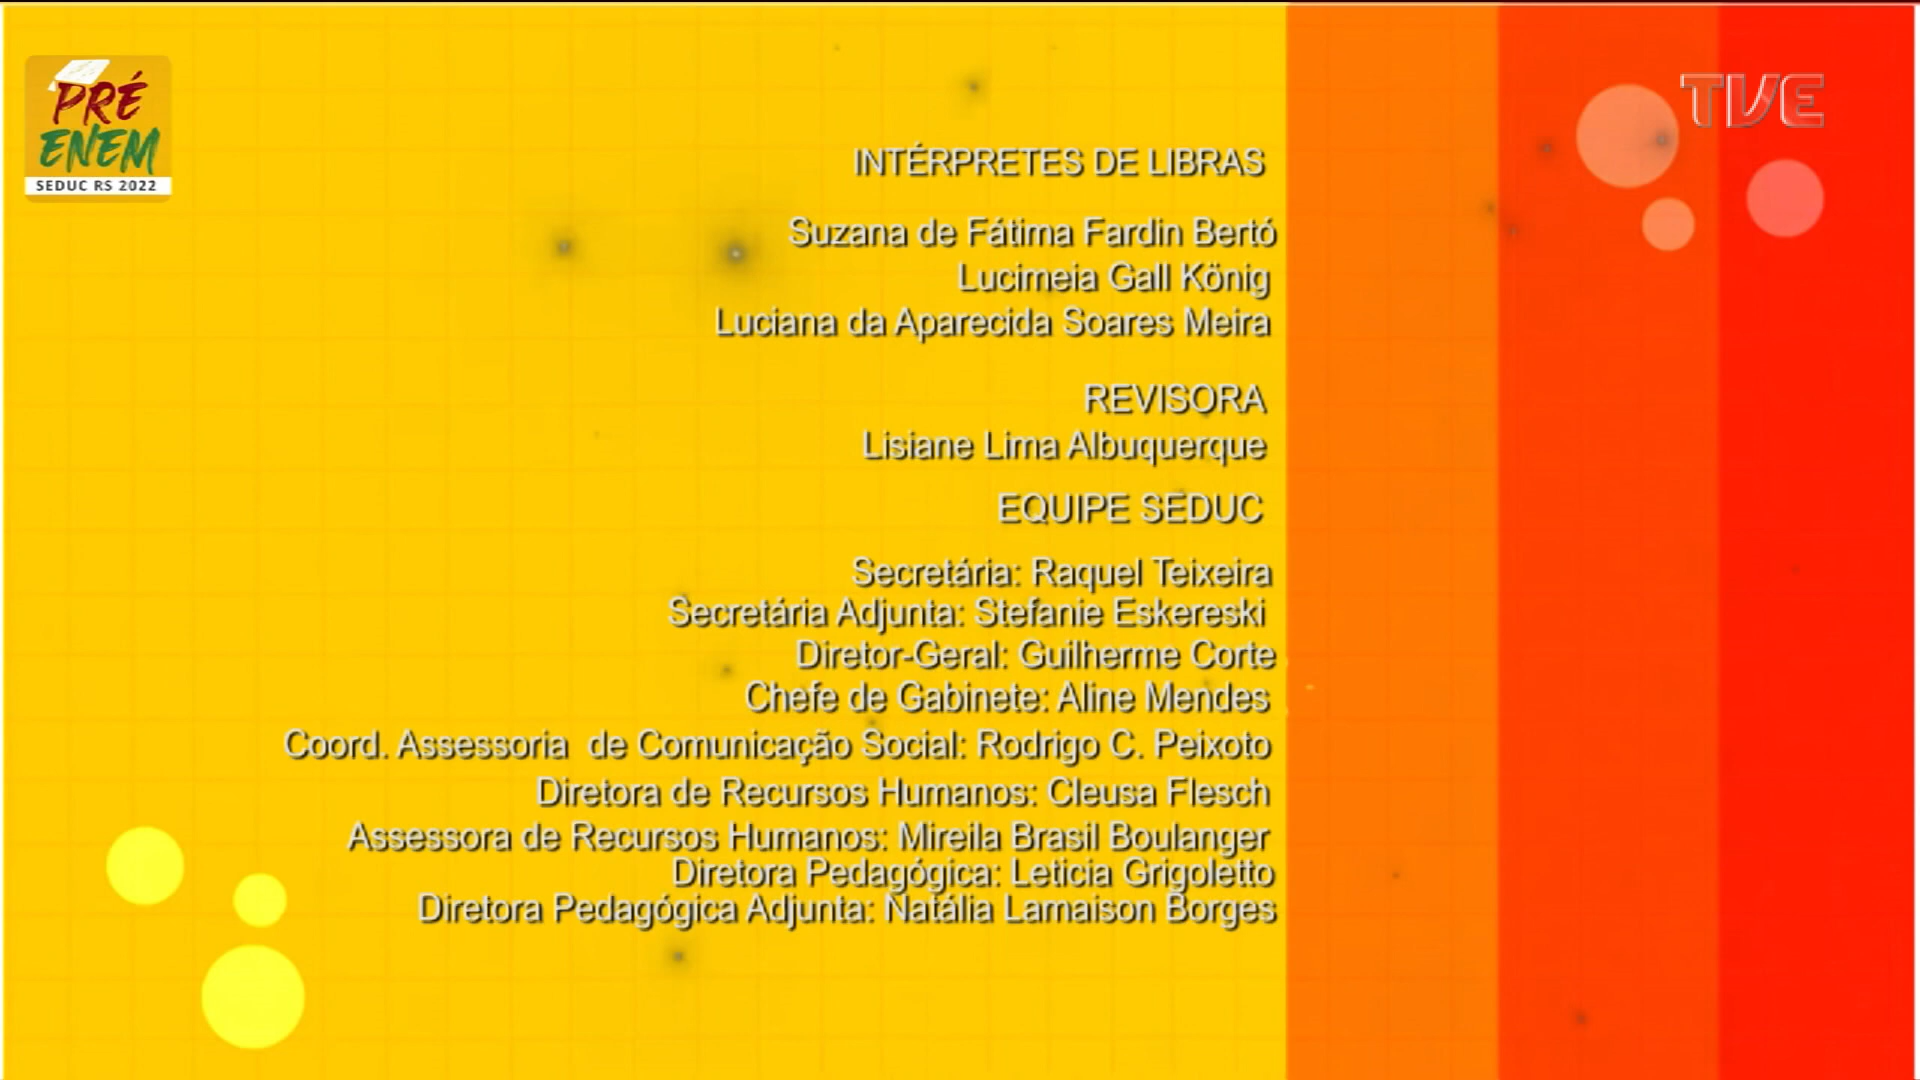 PRÉ
ENEM
SEDUC RS 2022
TVE
INTÉRPRETES DE LIBRAS
Suzana de Fátima Fardin Bertó
Lucimeia Gall König
Luciana da Aparecida Soares Meira
REVISORA
Lisiane Lima Albuquerque
EQUIPE SEDUC
Secretária: Raquel Teixeira
Secretária Adjunta: Stefanie Eskereski
Diretor-Geral: Guilherme Corte
Chefe de Gabinete: Aline Mendes
Coord. Assessoria de Comunicação Social: Rodrigo C. Peixoto
Diretora de Recursos Humanos: Cleusa Flesch
Assessora de Recursos Humanos: Mireila Brasil Boulanger
Diretora Pedagógica: Leticia Grigoletto
Diretora Pedagógica Adjunta: Natália Lamaison Borges